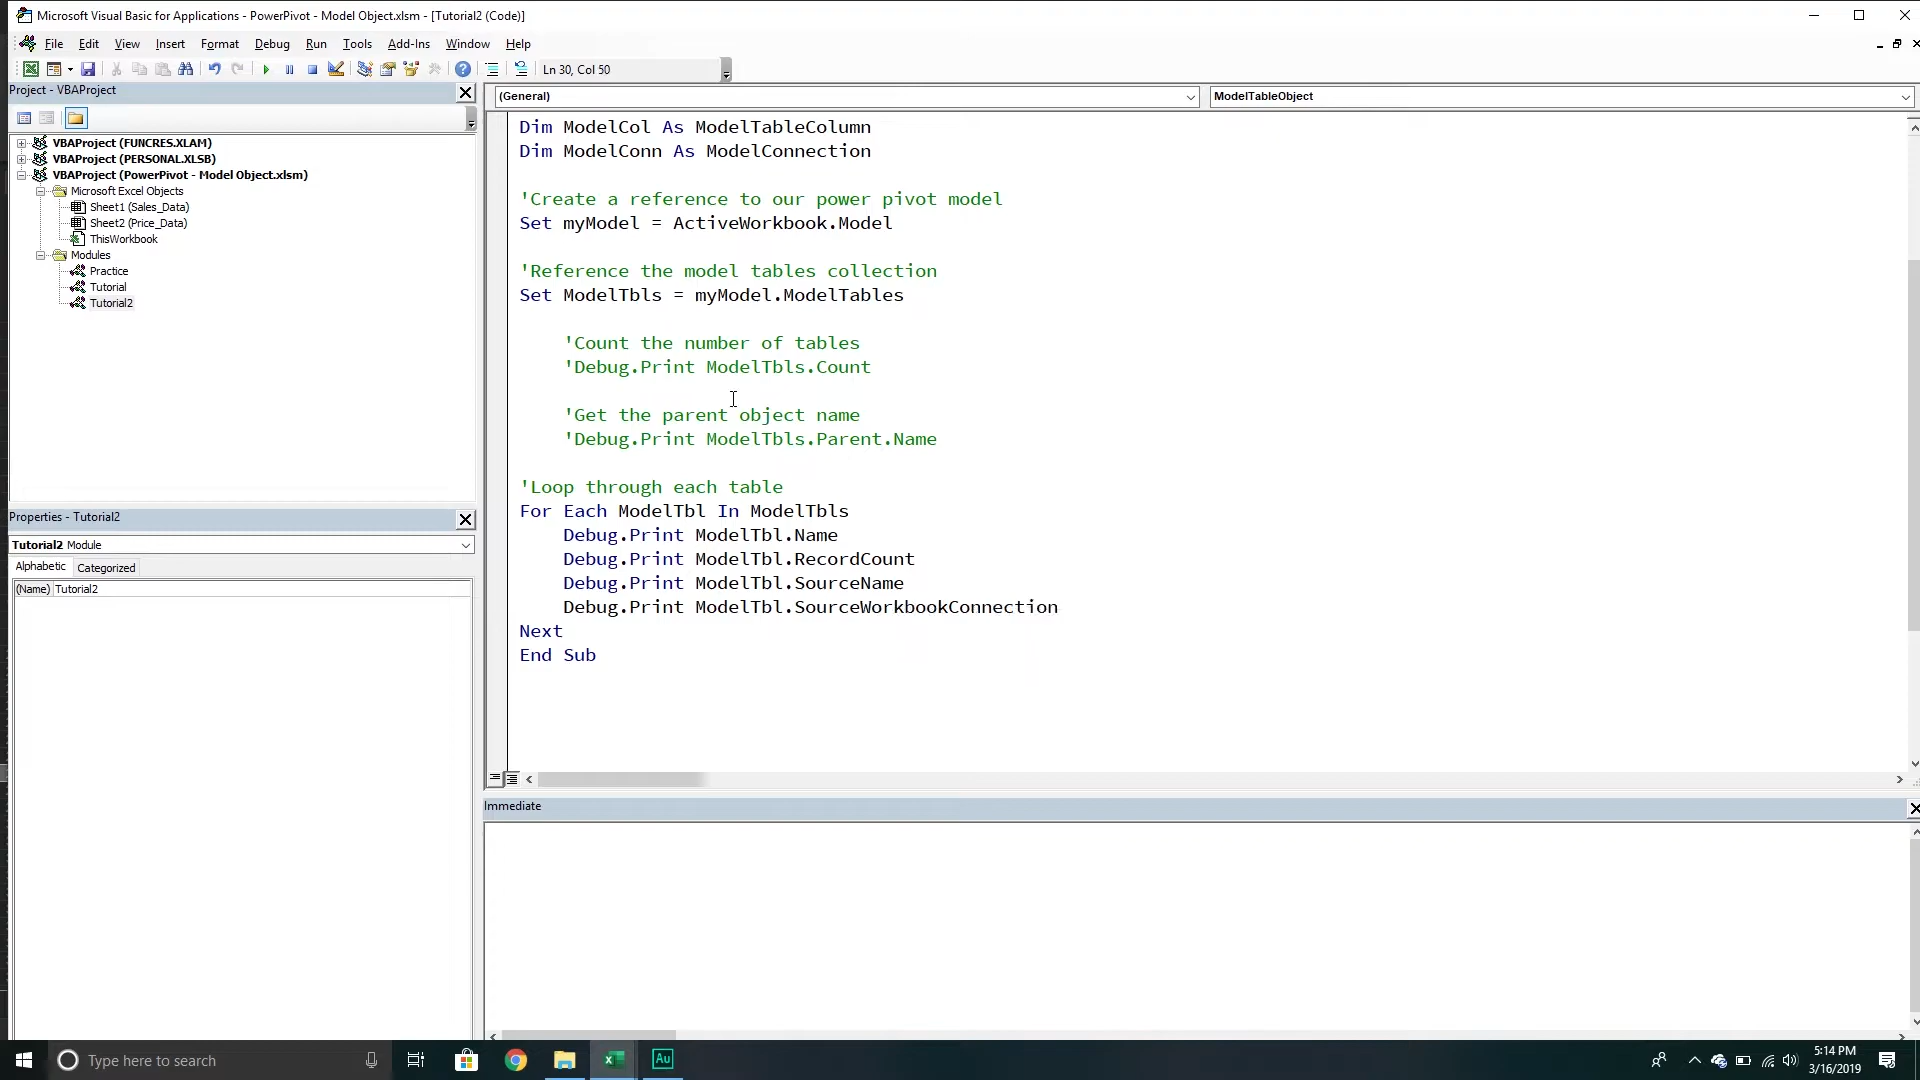 Microsoft Visual Basic for Applications - PowerPivot - Model Object.xlsm - [Tutorial2 (Code)]
File Edit View Insert Format Debug Run Tools Add-Ins Window Help
Ln 30, Col 50
Project - VBAProject
(General)
ModelTableObject
VBAProject (FUNCRES.XLAM)
VBAProject (PERSONAL.XLSB)
VBAProject (PowerPivot - Model Object.xlsm)
Microsoft Excel Objects
Sheet1 (Sales_Data)
Sheet2 (Price_Data)
ThisWorkbook
Modules
Practice
Tutorial
Tutorial2
Properties - Tutorial2
Tutorial2 Module
Alphabetic Categorized
(Name) Tutorial2
Dim ModelCol As ModelTableColumn
Dim ModelConn As ModelConnection
'Create a reference to our power pivot model
Set myModel = ActiveWorkbook.Model
'Reference the model tables collection
Set ModelTbls = myModel.ModelTables
'Count the number of tables
'Debug.Print ModelTbls.Count
'Get the parent object name
'Debug.Print ModelTbls.Parent.Name
'Loop through each table
For Each ModelTbl In ModelTbls
Debug.Print ModelTbl.Name
Debug.Print ModelTbl.RecordCount
Debug.Print ModelTbl.SourceName
Debug.Print ModelTbl.SourceWorkbookConnection
Next
End Sub
Immediate
Type here to search
Au
5:14 PM
3/16/2019